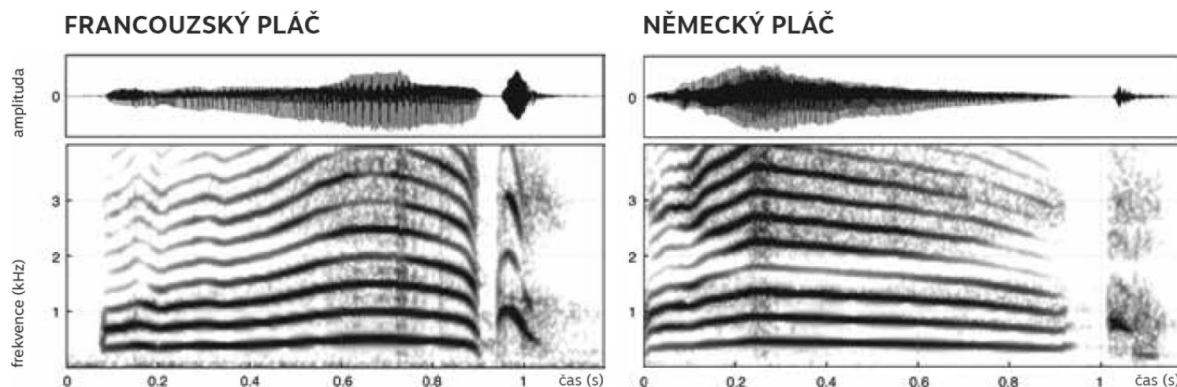 FRANCOUZSKÝ PLÁČ
NĚMECKÝ PLÁČ
amplituda
0
0
frekvence (kHz)
3
2
1
3
2
1
0 0.2 0.4 0.6 0.8 1 čas (s)
0 0.2 0.4 0.6 0.8 1 čas (s)